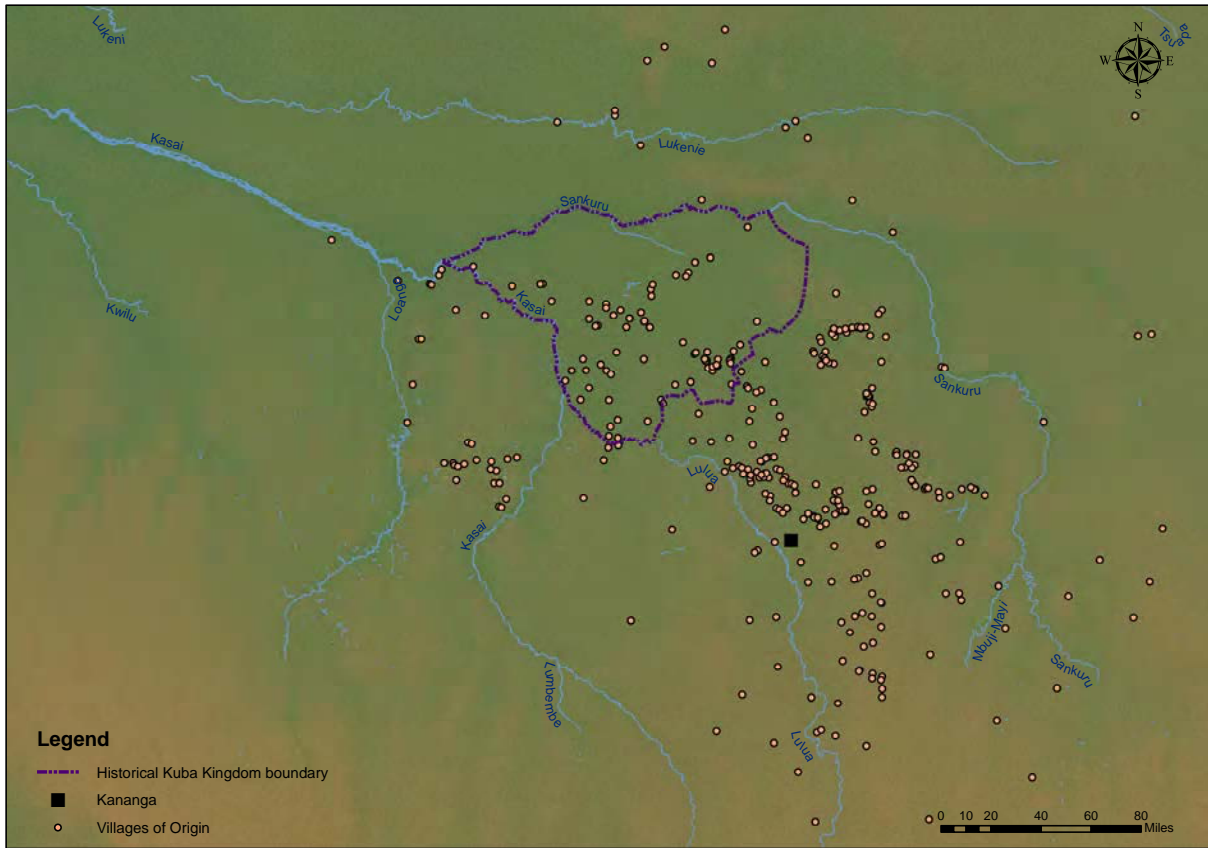 Lukeni
Tsuapa
N
W E
S
Kasai
Lukenie
Sankuru
Kwilu
Loangu
Kasai
Sankuru
Lulua
Kasai
Mbuji-Mayi
Sankuru
Lumbembe
Lulua
Legend
Historical Kuba Kingdom boundary
Kananga
Villages of Origin
0 10 20 40 60 80
Miles